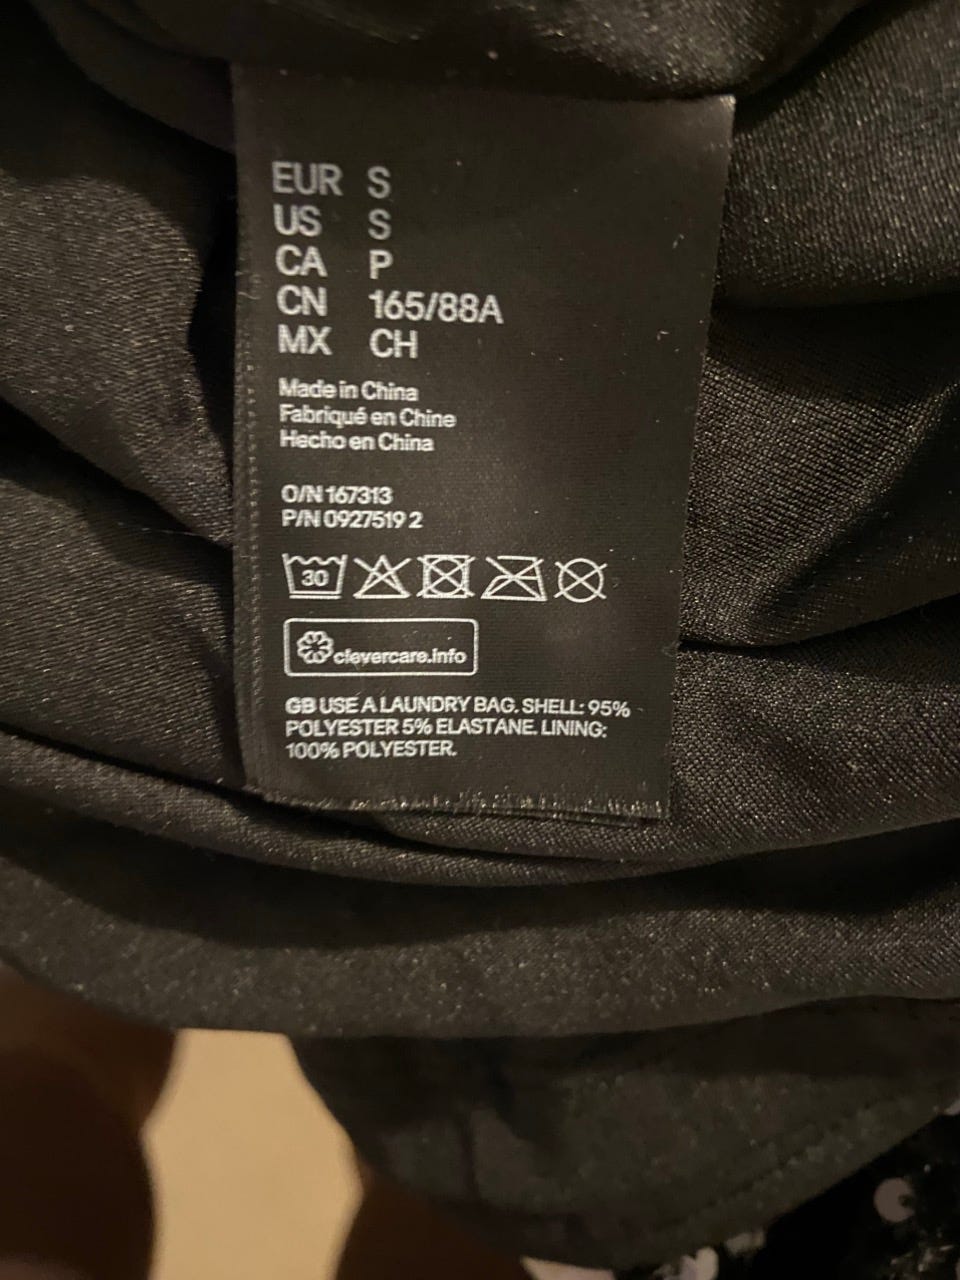 EUR S
US S
CA P
CN 165/88A
MX CH
Made in China
Fabriqué en Chine
Hecho en China
O/N 167313
P/N 0927519 2
30
clevercare.info
GB USE A LAUNDRY BAG. SHELL: 95%
POLYESTER 5% ELASTANE. LINING:
100% POLYESTER.